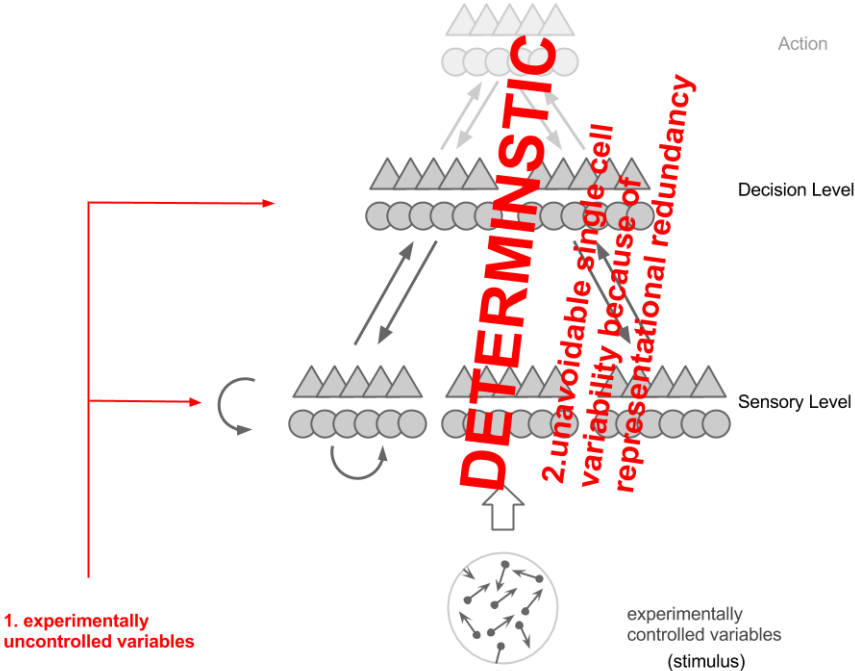 Action
Decision Level
DETERMINSTIC
2.unavoidable single cell
variability because of
representational redundancy
Sensory Level
1. experimentally
uncontrolled variables
experimentally
controlled variables
(stimulus)